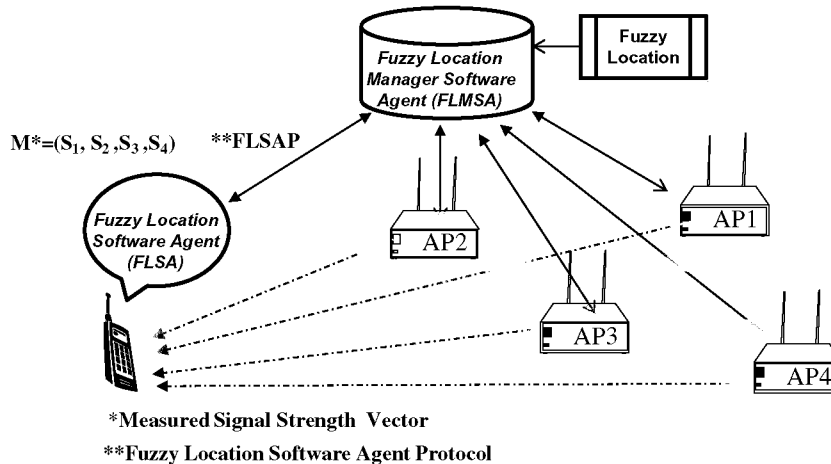 Fuzzy Location
Manager Software
Agent (FLMSA)
Fuzzy
Location
M*=(S1, S2 ,S3 ,S4)
**FLSAP
Fuzzy Location
Software Agent
(FLSA)
AP2
AP1
AP3
AP4
*Measured Signal Strength Vector
**Fuzzy Location Software Agent Protocol